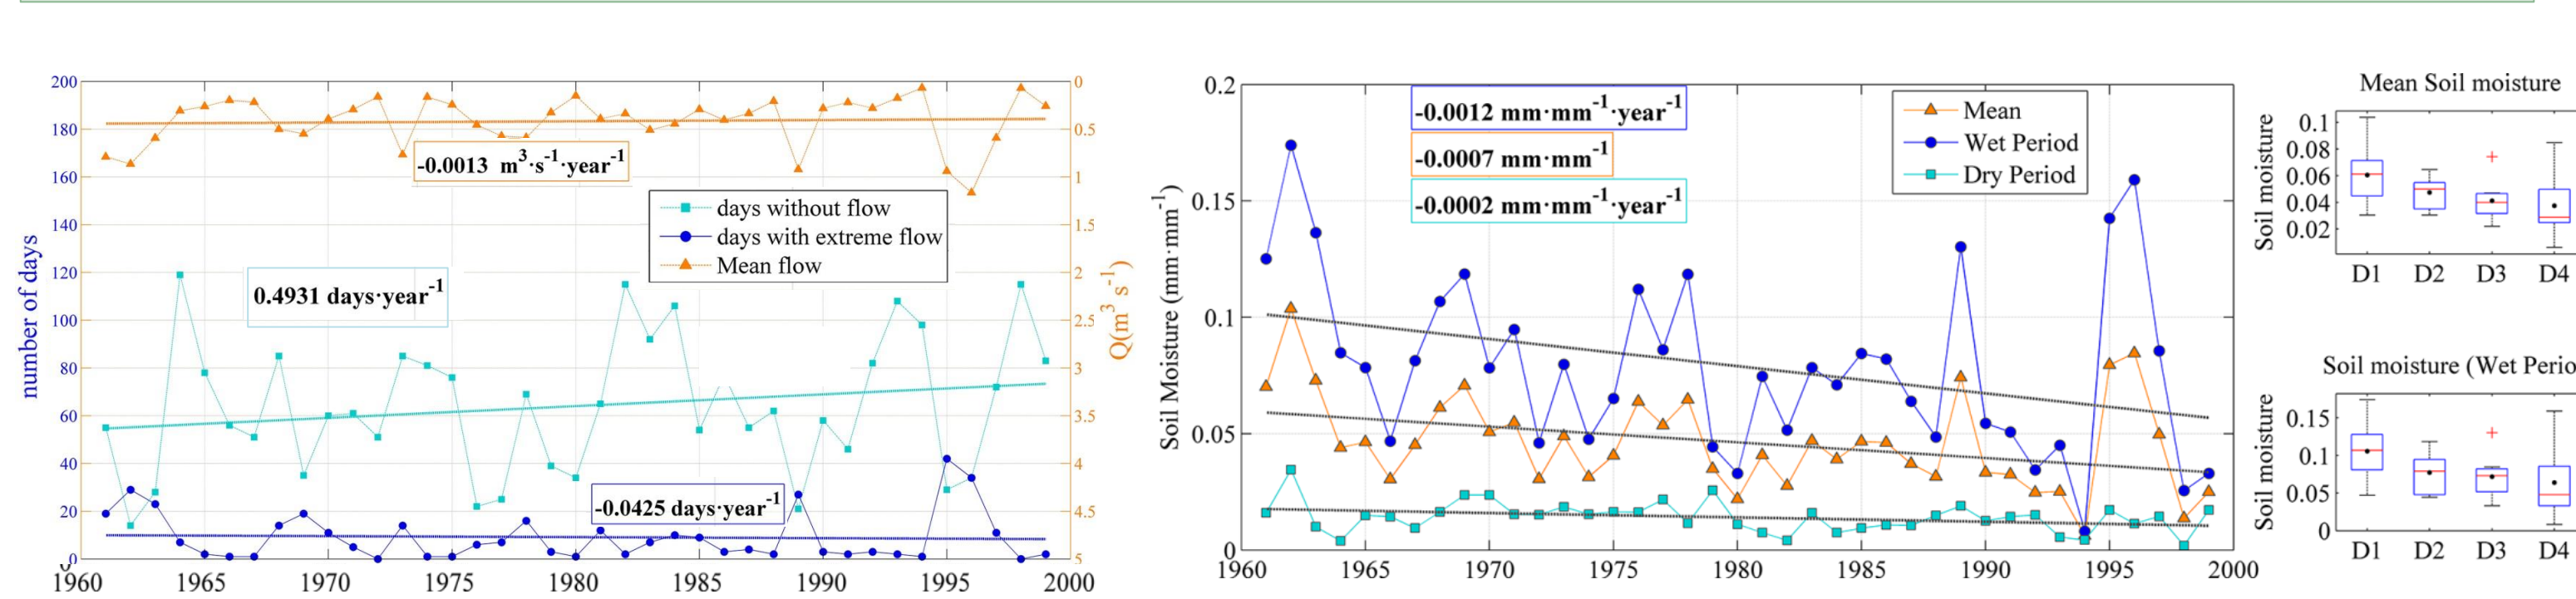 200
180
160
140
120
100
80
60
40
20
0
number of days
0
0.5
1
1.5
2
2.5
3
3.5
4
4.5
5
Q(m³ s⁻¹)
-0.0013 m³·s⁻¹·year⁻¹
days without flow
days with extreme flow
Mean flow
0.4931 days·year⁻¹
-0.0425 days·year⁻¹
1960 1965 1970 1975 1980 1985 1990 1995 2000
0.2
0.15
0.1
0.05
0
Soil Moisture (mm·mm⁻¹)
-0.0012 mm·mm⁻¹·year⁻¹
-0.0007 mm·mm⁻¹
-0.0002 mm·mm⁻¹·year⁻¹
Mean
Wet Period
Dry Period
1960 1965 1970 1975 1980 1985 1990 1995 2000
Mean Soil moisture
Soil moisture
0.1
0.08
0.06
0.04
0.02
D1 D2 D3 D4
Soil moisture (Wet Perio
Soil moisture
0.15
0.1
0.05
0
D1 D2 D3 D4